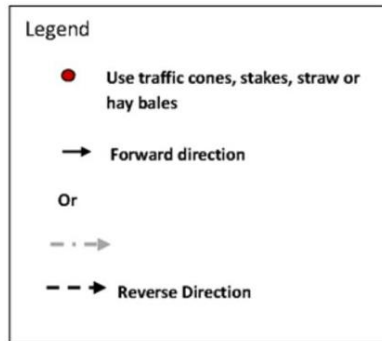 Legend
Use traffic cones, stakes, straw or
hay bales
Forward direction
Or
Reverse Direction